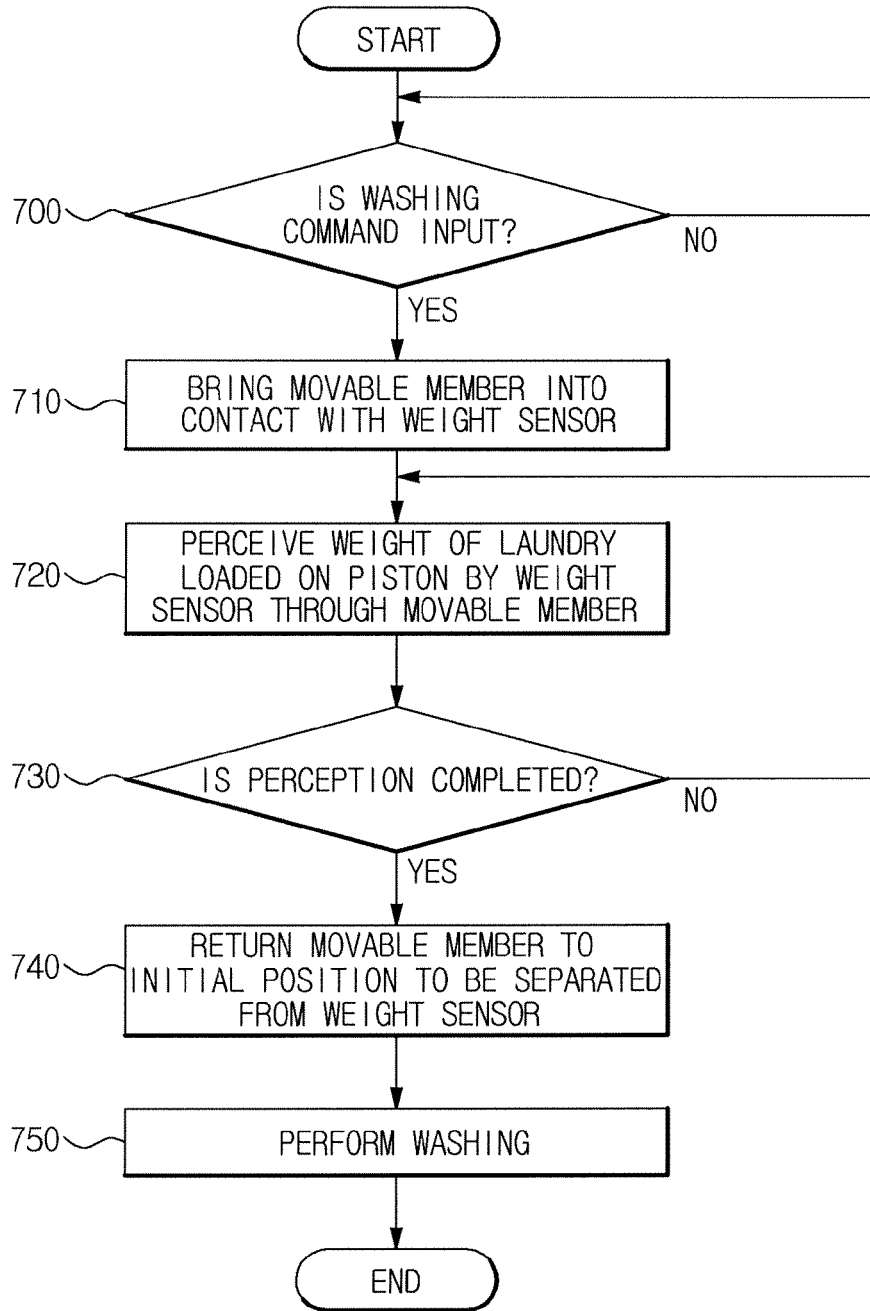 START
700
IS WASHING
COMMAND INPUT?
NO
YES
710
BRING MOVABLE MEMBER INTO
CONTACT WITH WEIGHT SENSOR
720
PERCEIVE WEIGHT OF LAUNDRY
LOADED ON PISTON BY WEIGHT
SENSOR THROUGH MOVABLE MEMBER
730
IS PERCEPTION COMPLETED?
NO
YES
740
RETURN MOVABLE MEMBER TO
INITIAL POSITION TO BE SEPARATED
FROM WEIGHT SENSOR
750
PERFORM WASHING
END